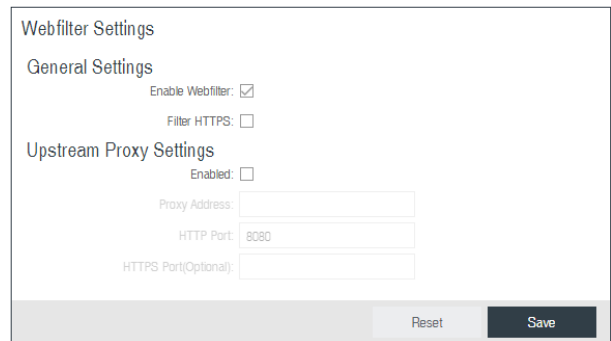 Webfilter Settings
General Settings
Enable Webfilter:
Filter HTTPS:
Upstream Proxy Settings
Enabled:
Proxy Address:
HTTP Port: 8080
HTTPS Port(Optional):
Reset Save